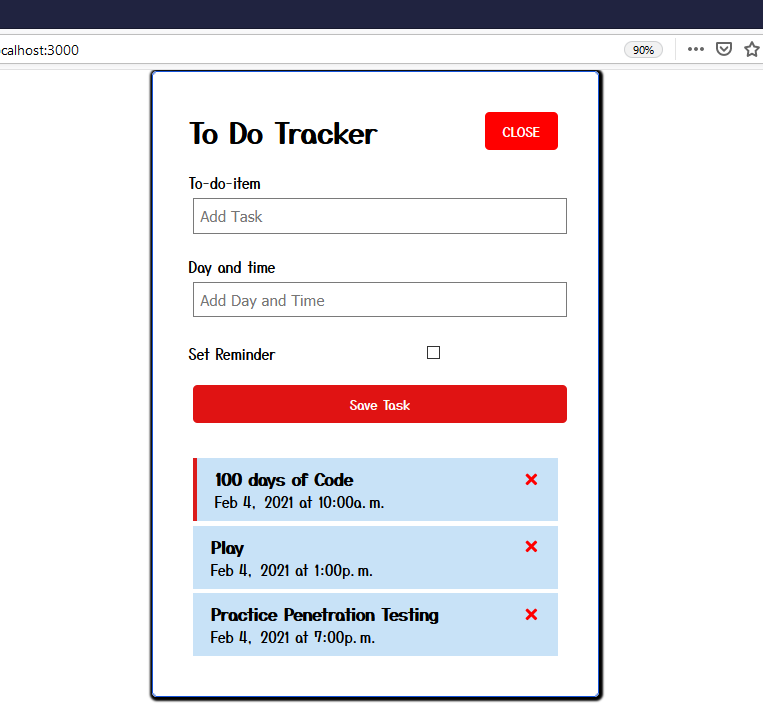 ocalhost:3000
90%
To Do Tracker
CLOSE
To-do-item
Add Task
Day and time
Add Day and Time
Set Reminder
Save Task
100 days of Code
Feb 4, 2021 at 10:00a.m.
Play
Feb 4, 2021 at 1:00p.m.
Practice Penetration Testing
Feb 4, 2021 at 7:00p.m.